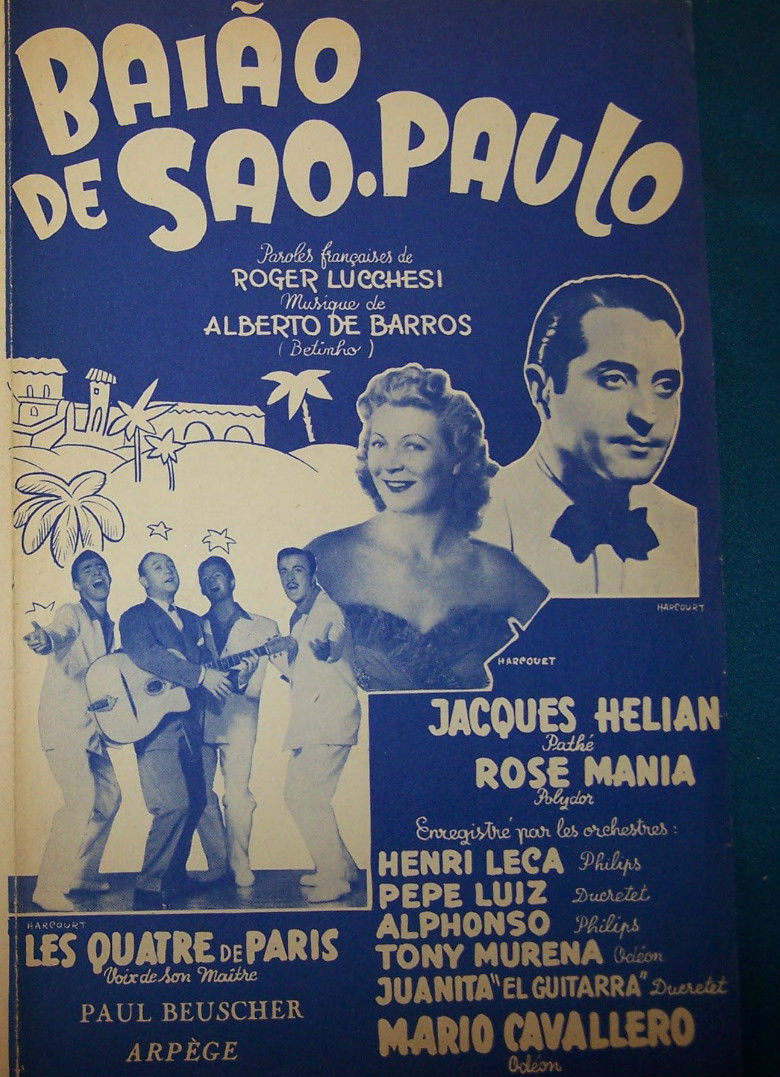 BAIÃO
DE SAO.PAULO
Paroles françaises de
ROGER LUCCHESI
Musique de
ALBERTO DE BARROS
(Betinho)
HARCOURT
HARCOURT
JACQUES HELIAN
Pathé
ROSE MANIA
Polydor
Enregistré par les orchestres :
HENRI LECA Philips
PEPE LUIZ Ducretet
ALPHONSO Philips
TONY MURENA Odéon
JUANITA "EL GUITARRA" Ducretet
MARIO CAVALLERO
Odéon
HARCOURT
LES QUATRE DE PARIS
Voix de Son Maître
PAUL BEUSCHER
ARPÈGE